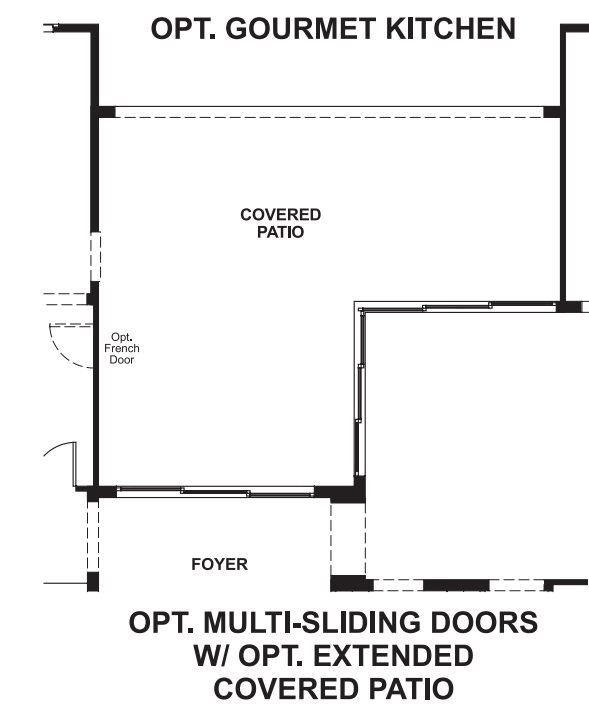 OPT. GOURMET KITCHEN
COVERED
PATIO
Opt.
French
Door
FOYER
OPT. MULTI-SLIDING DOORS
W/ OPT. EXTENDED
COVERED PATIO